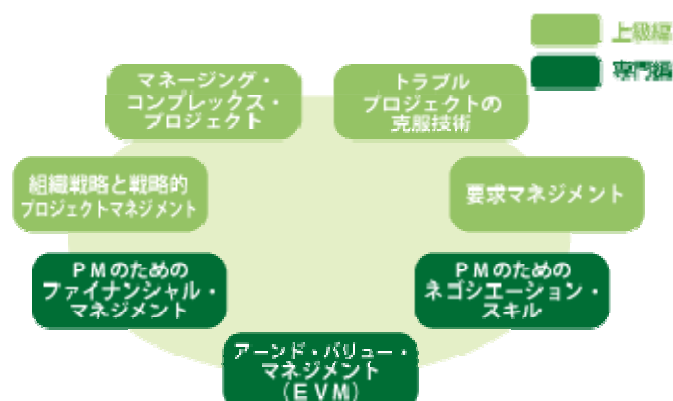 上級編
専門編
マネージング・
コンプレックス・
プロジェクト
トラブル
プロジェクトの
克服技術
組織戦略と戦略的
プロジェクトマネジメント
要求マネジメント
ＰＭのための
ファイナンシャル・
マネジメント
ＰＭのための
ネゴシエーション・
スキル
アーンド・バリュー・
マネジメント
（ＥＶＭ）